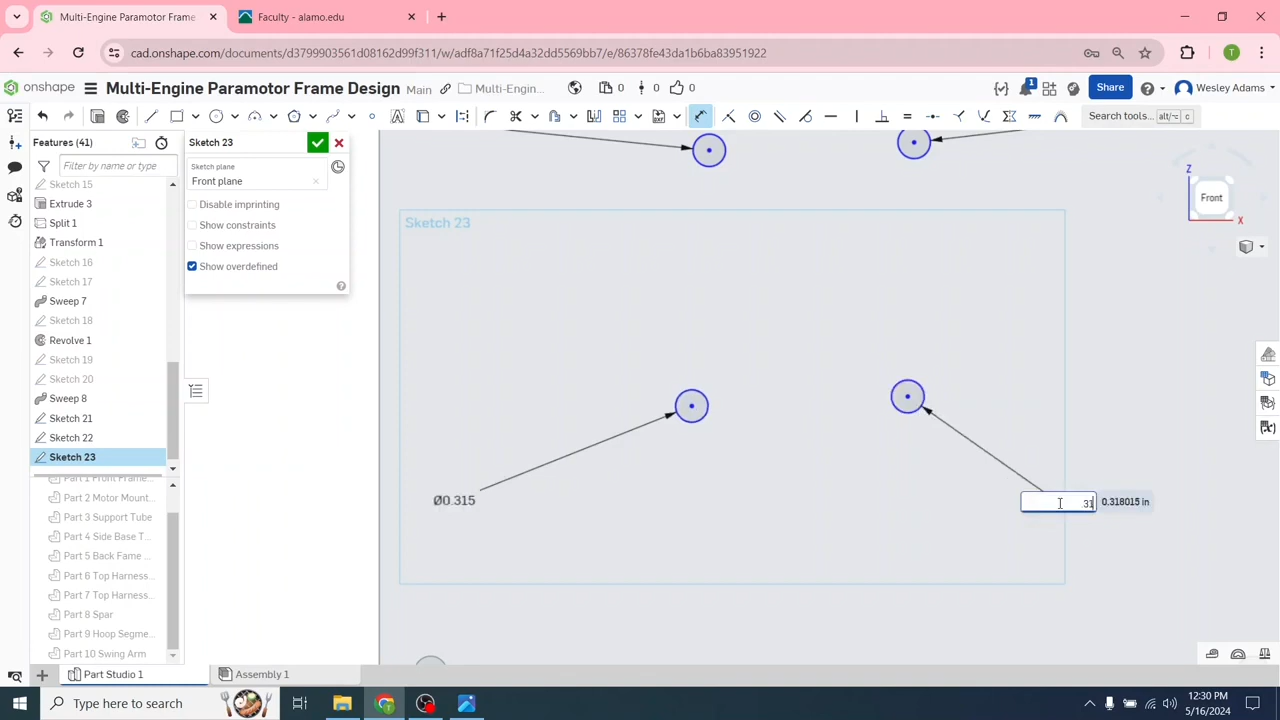 Multi-Engine Paramotor Frame
Faculty - alamo.edu
cad.onshape.com/documents/d3799903561d08162d99f311/w/adf8a71f25d4a32dd5569bb7/e/86378fe43da1b6ba83951922
T
onshape
Multi-Engine Paramotor Frame Design
Main
Multi-Engin...
0
0
0
1
Share
Wesley Adams
Search tools...
alt/⌥
c
Features (41)
Filter by name or type
Sketch 15
Extrude 3
Split 1
Transform 1
Sketch 16
Sketch 17
Sweep 7
Sketch 18
Revolve 1
Sketch 19
Sketch 20
Sweep 8
Sketch 21
Sketch 22
Sketch 23
Part 1 Front Frame...
Part 2 Motor Mount...
Part 3 Support Tube
Part 4 Side Base T...
Part 5 Back Fame ...
Part 6 Top Harness...
Part 7 Top Harness...
Part 8 Spar
Part 9 Hoop Segme...
Part 10 Swing Arm
Sketch 23
Sketch plane
Front plane
Disable imprinting
Show constraints
Show expressions
Show overdefined
Sketch 23
Ø0.315
.31
0.318015 in
Z
Front
X
Part Studio 1
Assembly 1
Type here to search
12:30 PM
5/16/2024